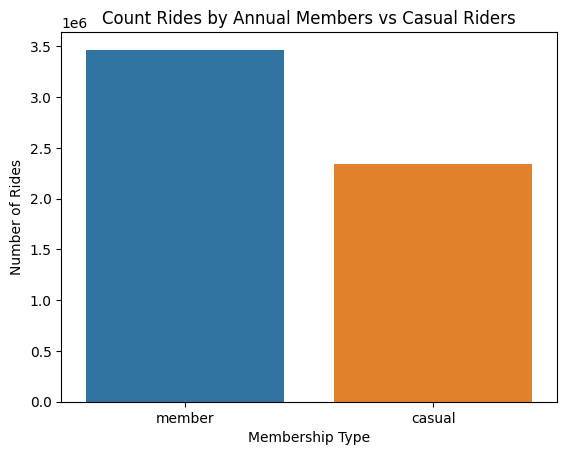 Count Rides by Annual Members vs Casual Riders
1e6
3.5
3.0
2.5
2.0
1.5
1.0
0.5
0.0
Number of Rides
member casual
Membership Type